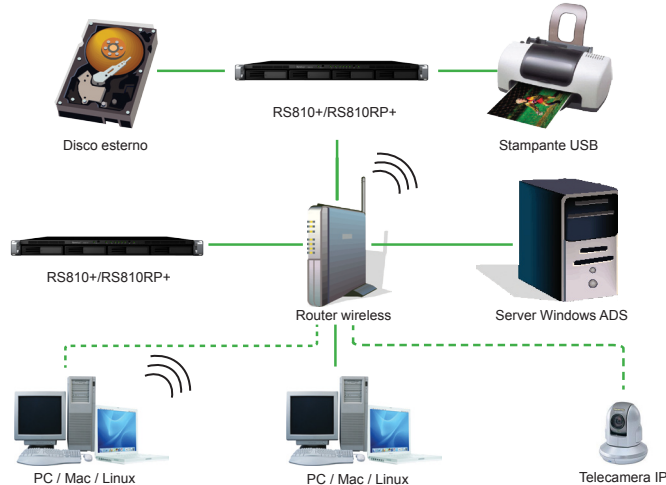 Disco esterno
RS810+/RS810RP+
Stampante USB
RS810+/RS810RP+
Router wireless
Server Windows ADS
PC / Mac / Linux
PC / Mac / Linux
Telecamera IP